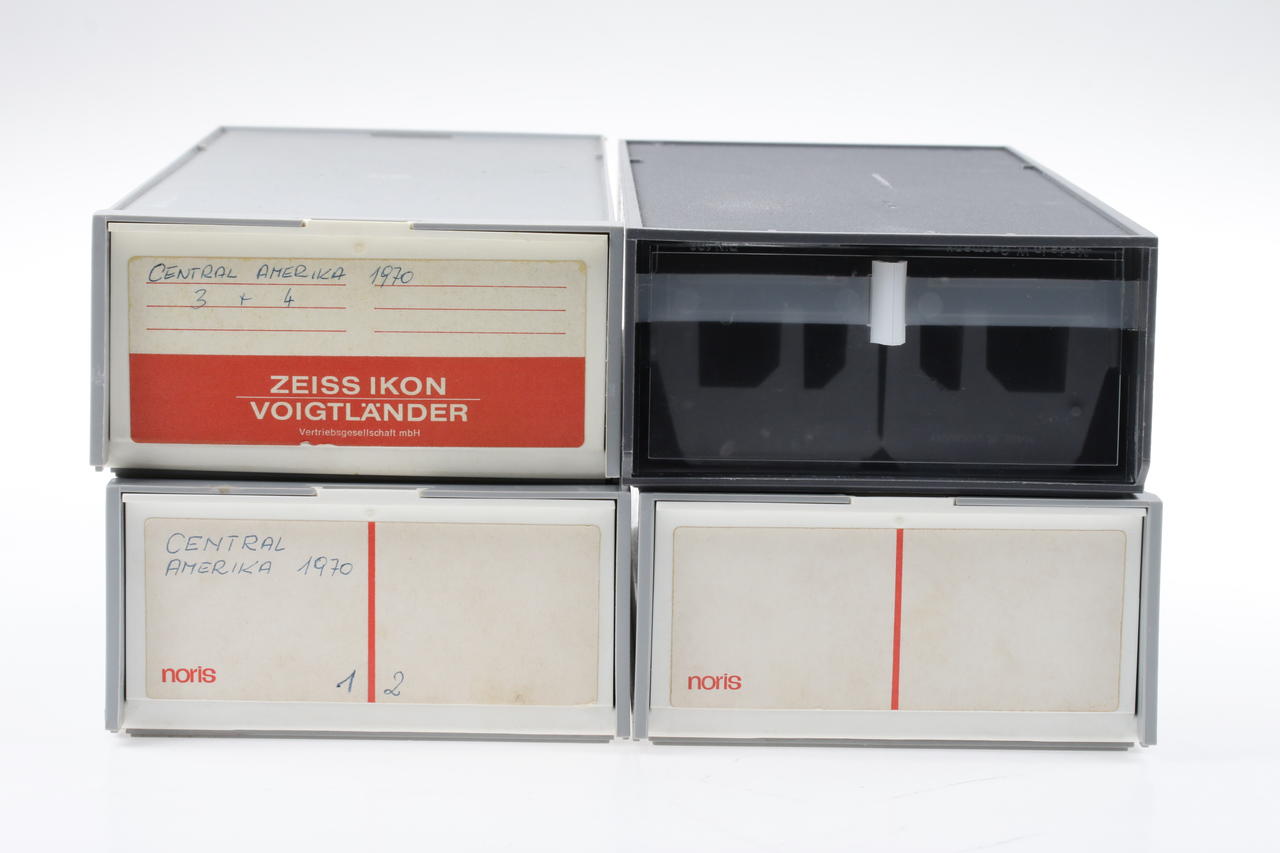 CENTRAL AMERIKA 1970
3 + 4
ZEISS IKON
VOIGTLÄNDER
Vertriebsgesellschaft mbH
CENTRAL
AMERIKA 1970
noris
1 2
noris